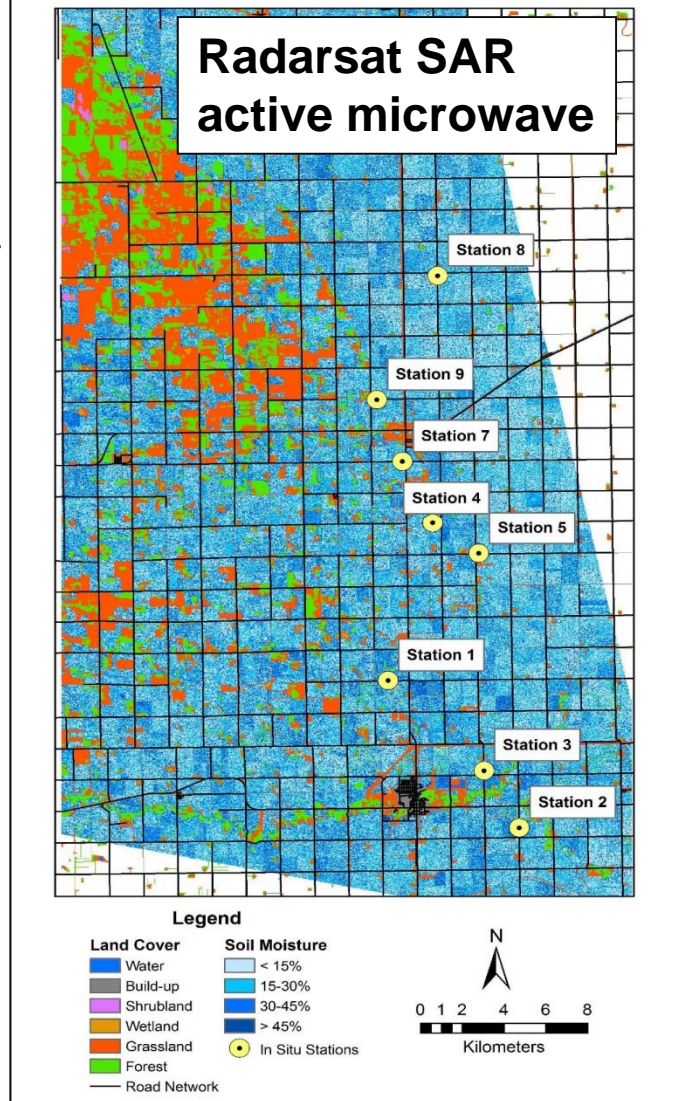 Radarsat SAR
active microwave
Station 8
Station 9
Station 7
Station 4
Station 5
Station 1
Station 3
Station 2
Legend
Land Cover
Water
Build-up
Shrubland
Wetland
Grassland
Forest
Road Network
Soil Moisture
< 15%
15-30%
30-45%
> 45%
In Situ Stations
N
0 1 2 4 6 8
Kilometers